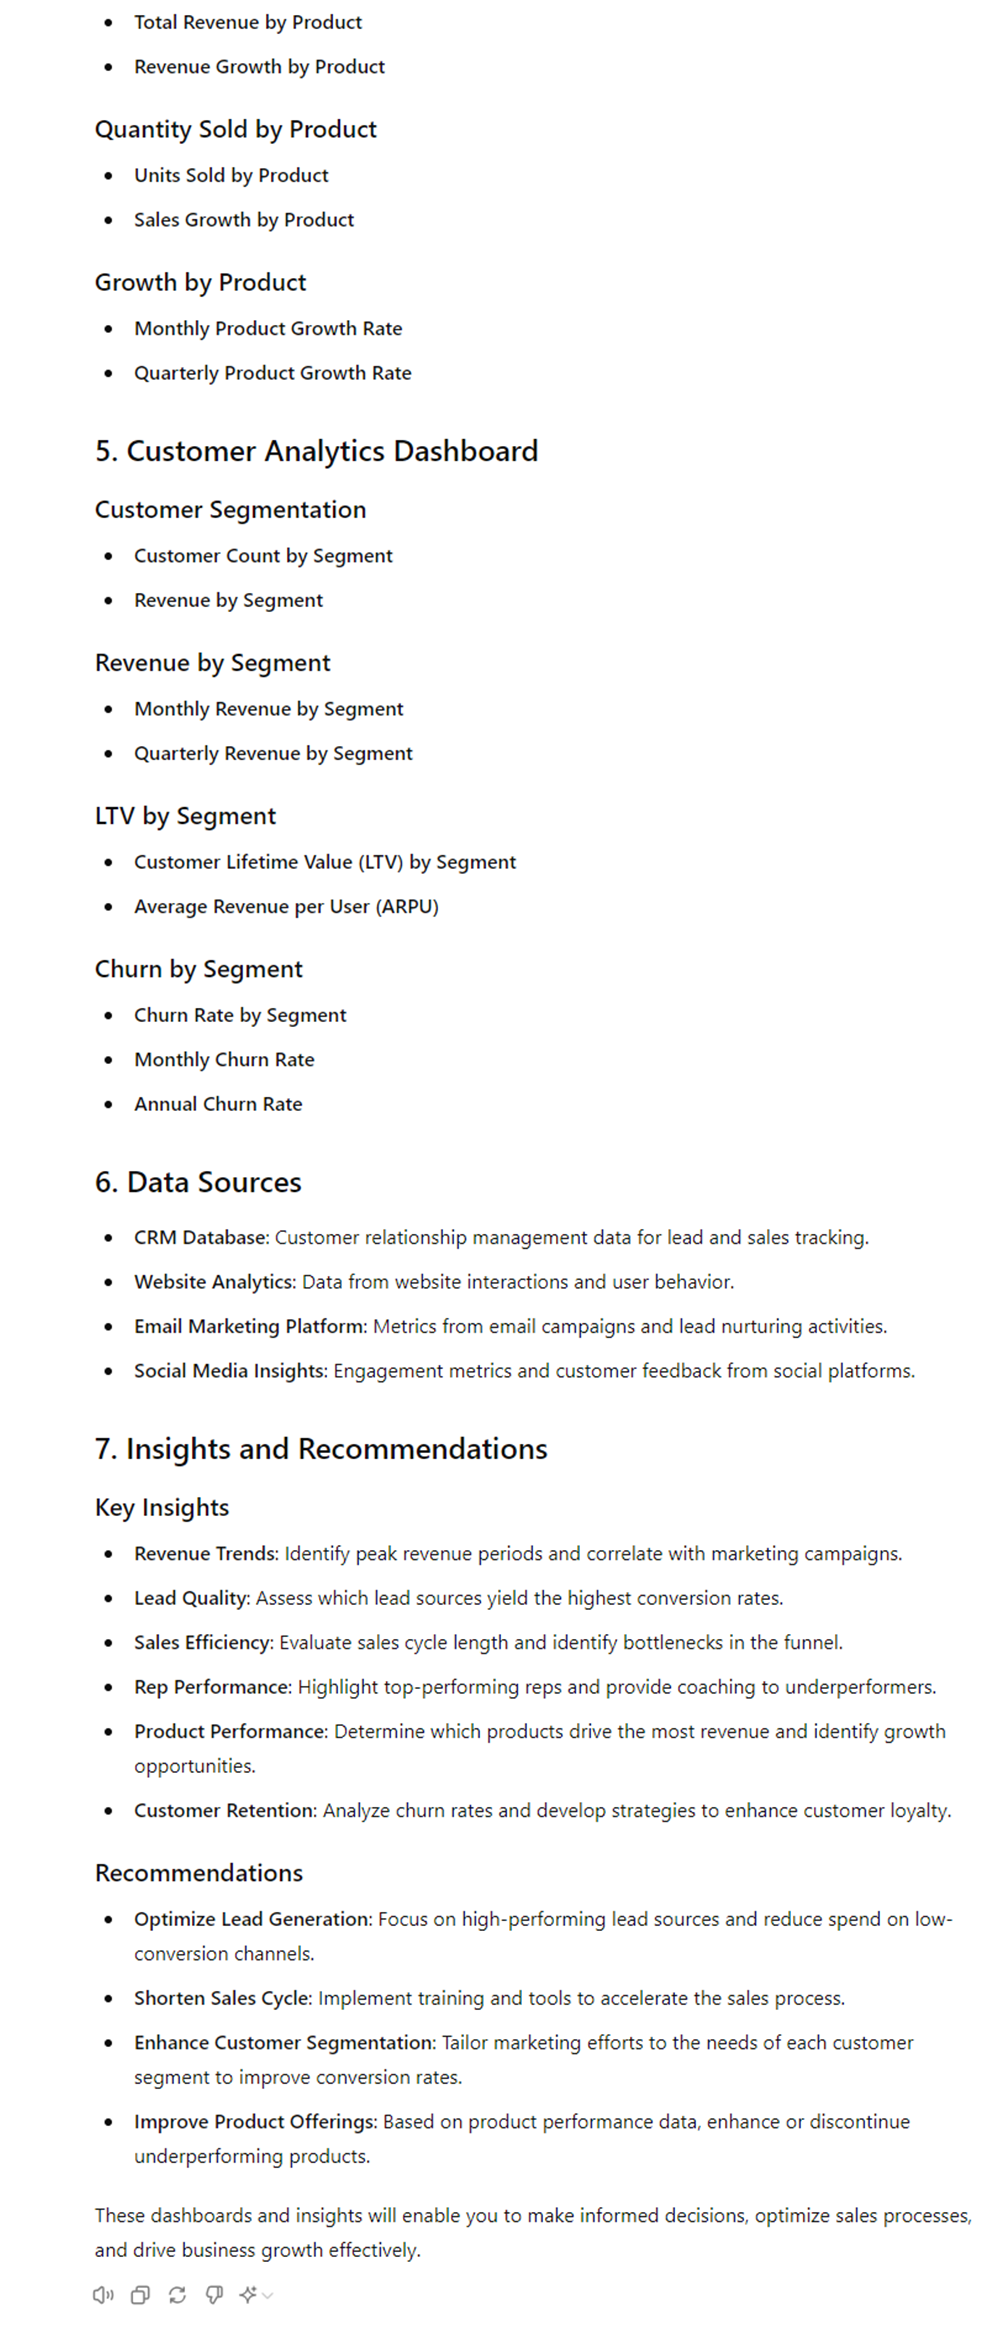 Total Revenue by Product
Revenue Growth by Product
Quantity Sold by Product
Units Sold by Product
Sales Growth by Product
Growth by Product
Monthly Product Growth Rate
Quarterly Product Growth Rate
5. Customer Analytics Dashboard
Customer Segmentation
Customer Count by Segment
Revenue by Segment
Revenue by Segment
Monthly Revenue by Segment
Quarterly Revenue by Segment
LTV by Segment
Customer Lifetime Value (LTV) by Segment
Average Revenue per User (ARPU)
Churn by Segment
Churn Rate by Segment
Monthly Churn Rate
Annual Churn Rate
6. Data Sources
CRM Database: Customer relationship management data for lead and sales tracking.
Website Analytics: Data from website interactions and user behavior.
Email Marketing Platform: Metrics from email campaigns and lead nurturing activities.
Social Media Insights: Engagement metrics and customer feedback from social platforms.
7. Insights and Recommendations
Key Insights
Revenue Trends: Identify peak revenue periods and correlate with marketing campaigns.
Lead Quality: Assess which lead sources yield the highest conversion rates.
Sales Efficiency: Evaluate sales cycle length and identify bottlenecks in the funnel.
Rep Performance: Highlight top-performing reps and provide coaching to underperformers.
Product Performance: Determine which products drive the most revenue and identify growth
opportunities.
Customer Retention: Analyze churn rates and develop strategies to enhance customer loyalty.
Recommendations
Optimize Lead Generation: Focus on high-performing lead sources and reduce spend on low-
conversion channels.
Shorten Sales Cycle: Implement training and tools to accelerate the sales process.
Enhance Customer Segmentation: Tailor marketing efforts to the needs of each customer
segment to improve conversion rates.
Improve Product Offerings: Based on product performance data, enhance or discontinue
underperforming products.
These dashboards and insights will enable you to make informed decisions, optimize sales processes,
and drive business growth effectively.